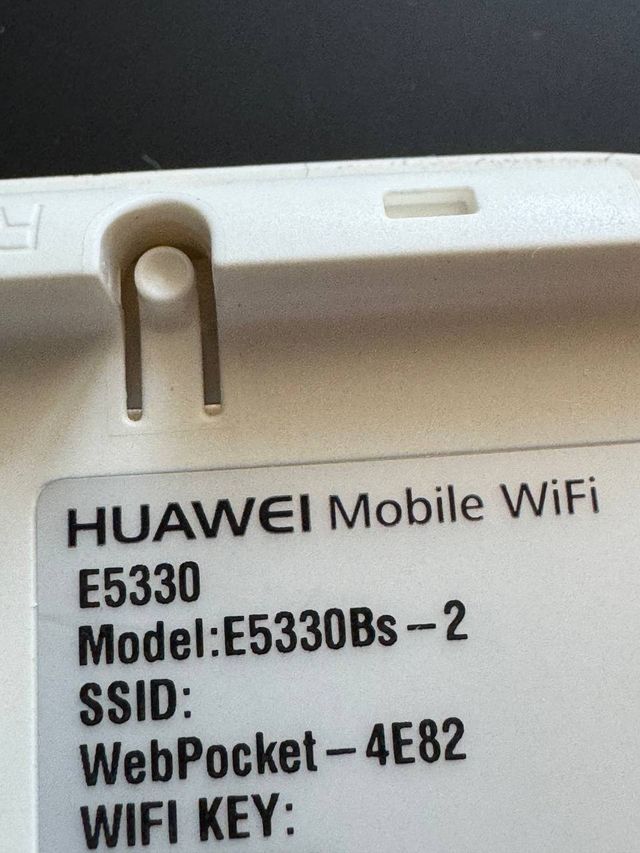 HUAWEI Mobile WiFi
E5330
Model:E5330Bs-2
SSID:
WebPocket-4E82
WIFI KEY: